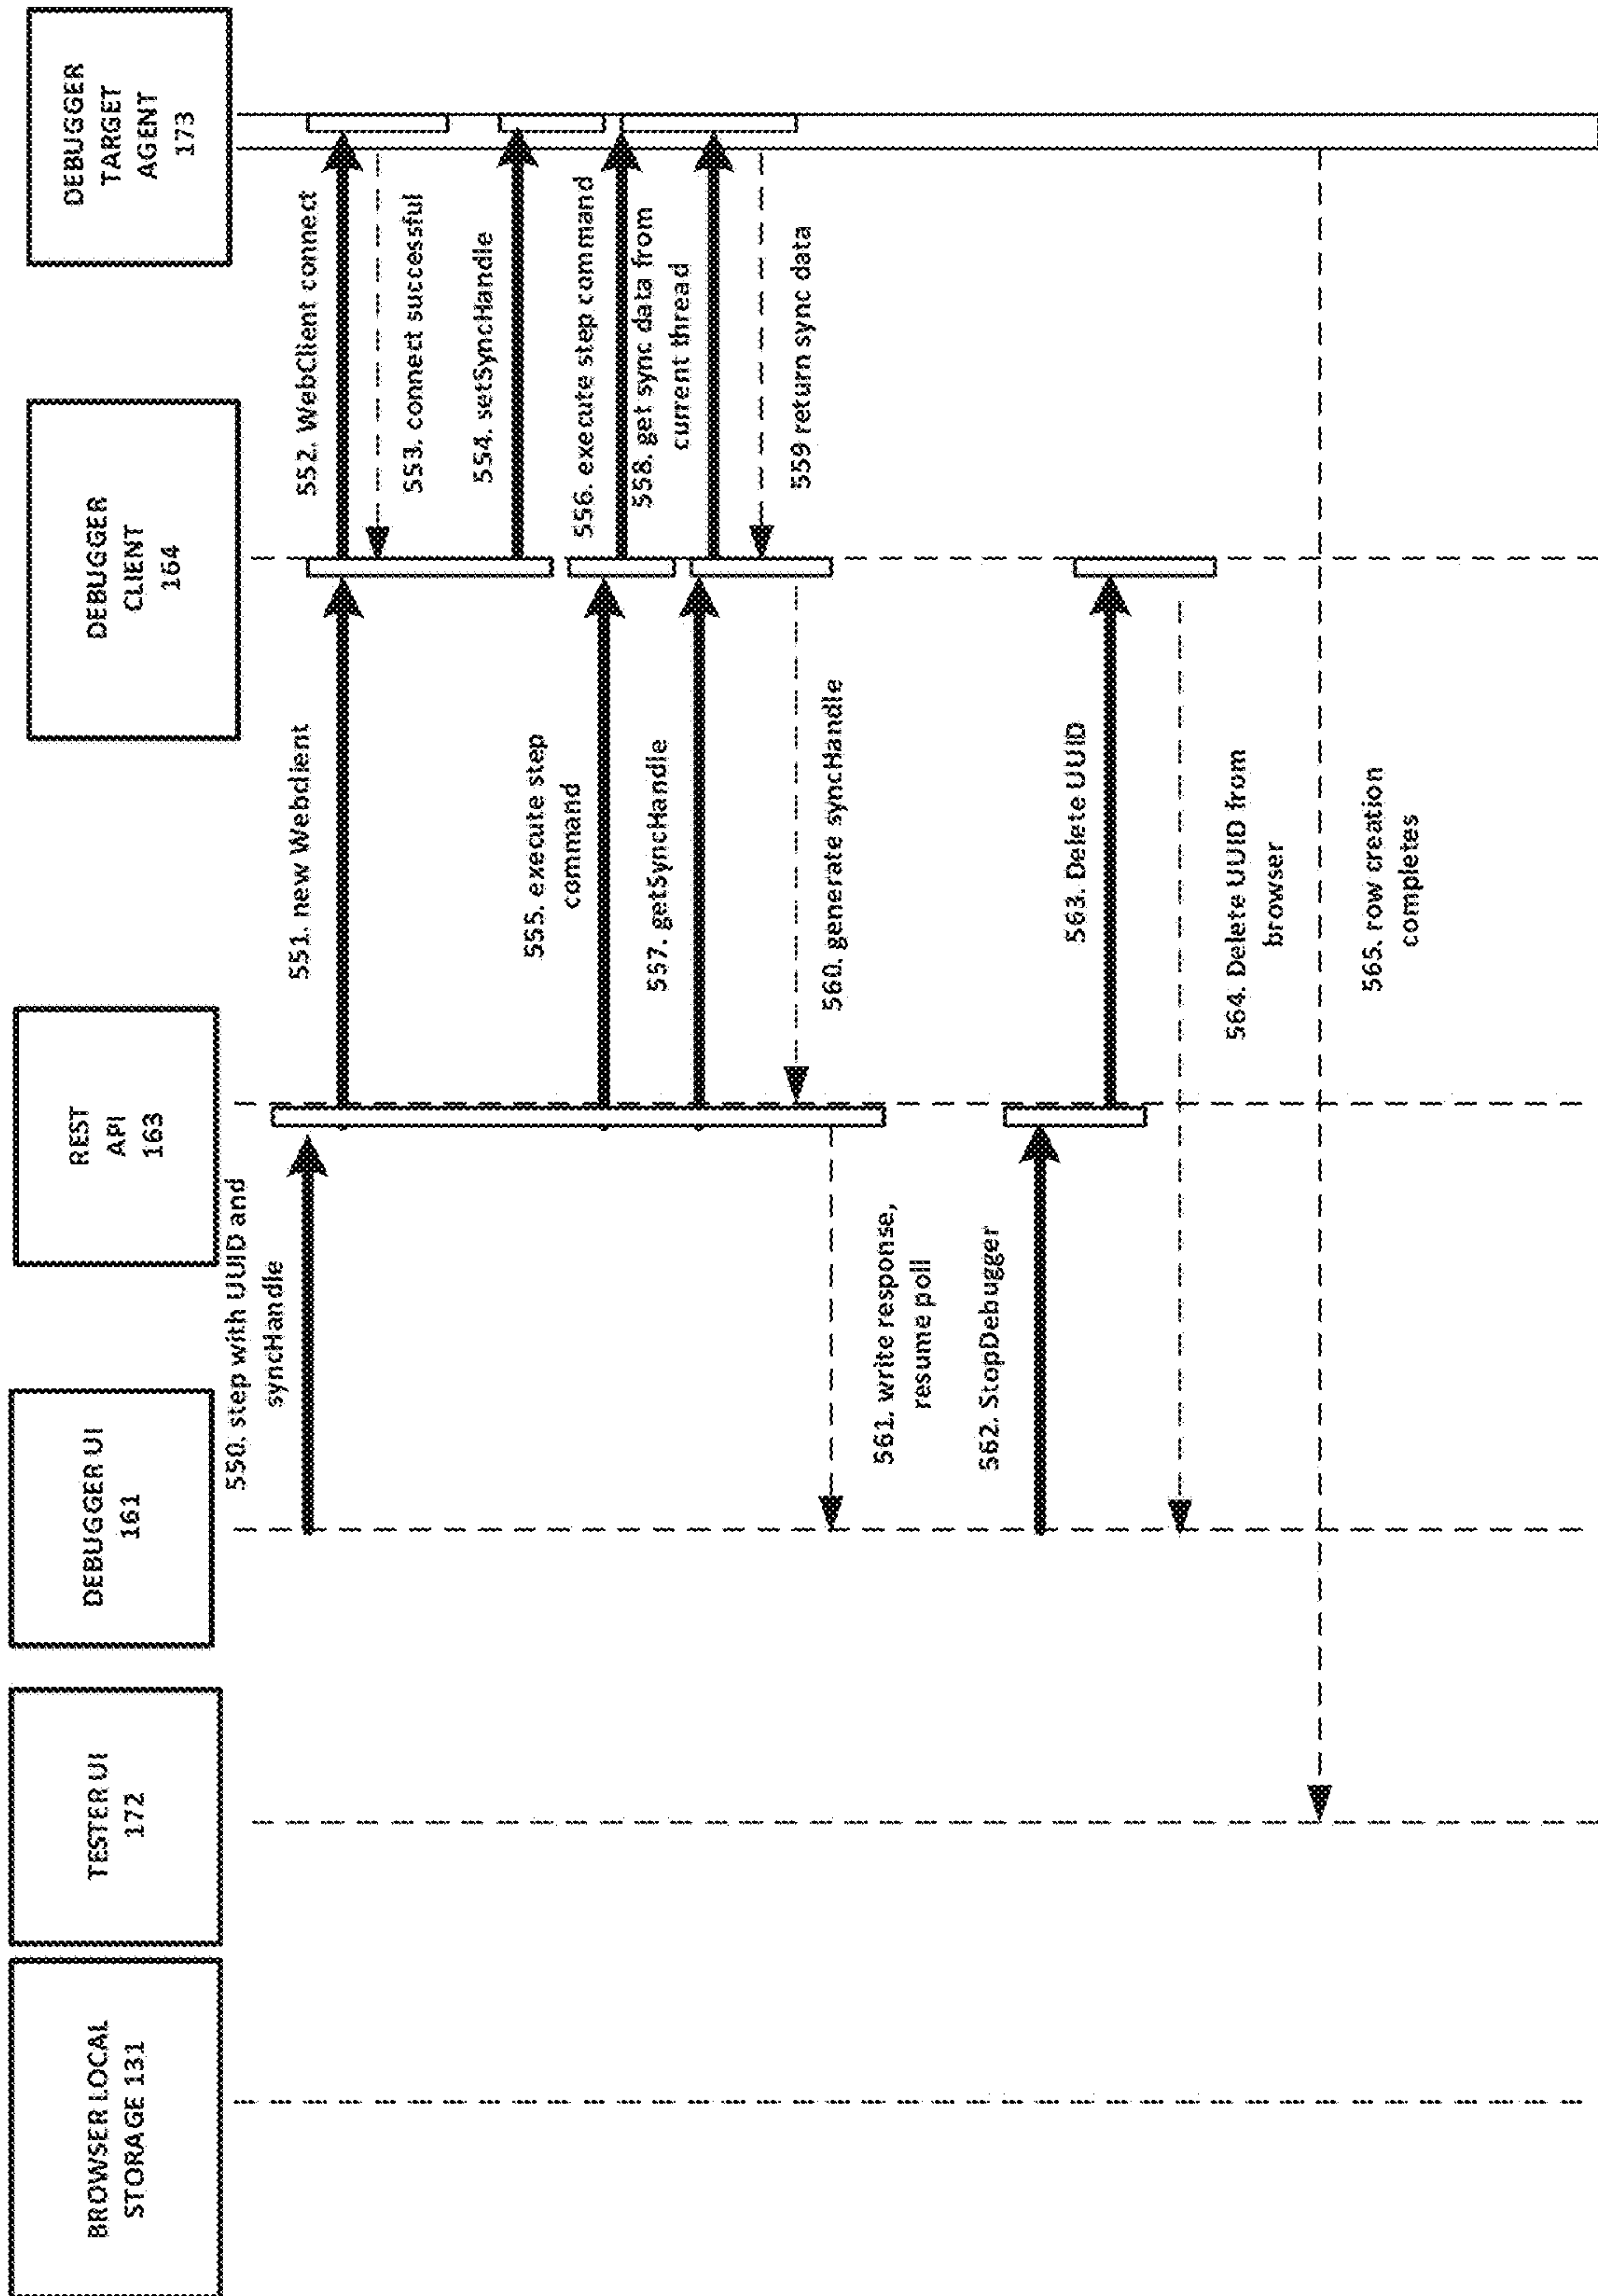 BROWSER LOCAL
STORAGE 131
TESTER UI
172
DEBUGGER UI
161
REST
API
163
DEBUGGER
CLIENT
164
DEBUGGER
TARGET
AGENT
173
550. step with UUID and
syncHandle
551. new Webclient
552. WebClient connect
553. connect successful
554. setSyncHandle
555. execute step
command
556. execute step command
557. getSyncHandle
558. get sync data from
current thread
559 return sync data
560. generate syncHandle
561. write response,
resume poll
562. StopDebugger
563. Delete UUID
564. Delete UUID from
browser
565. row creation
completes